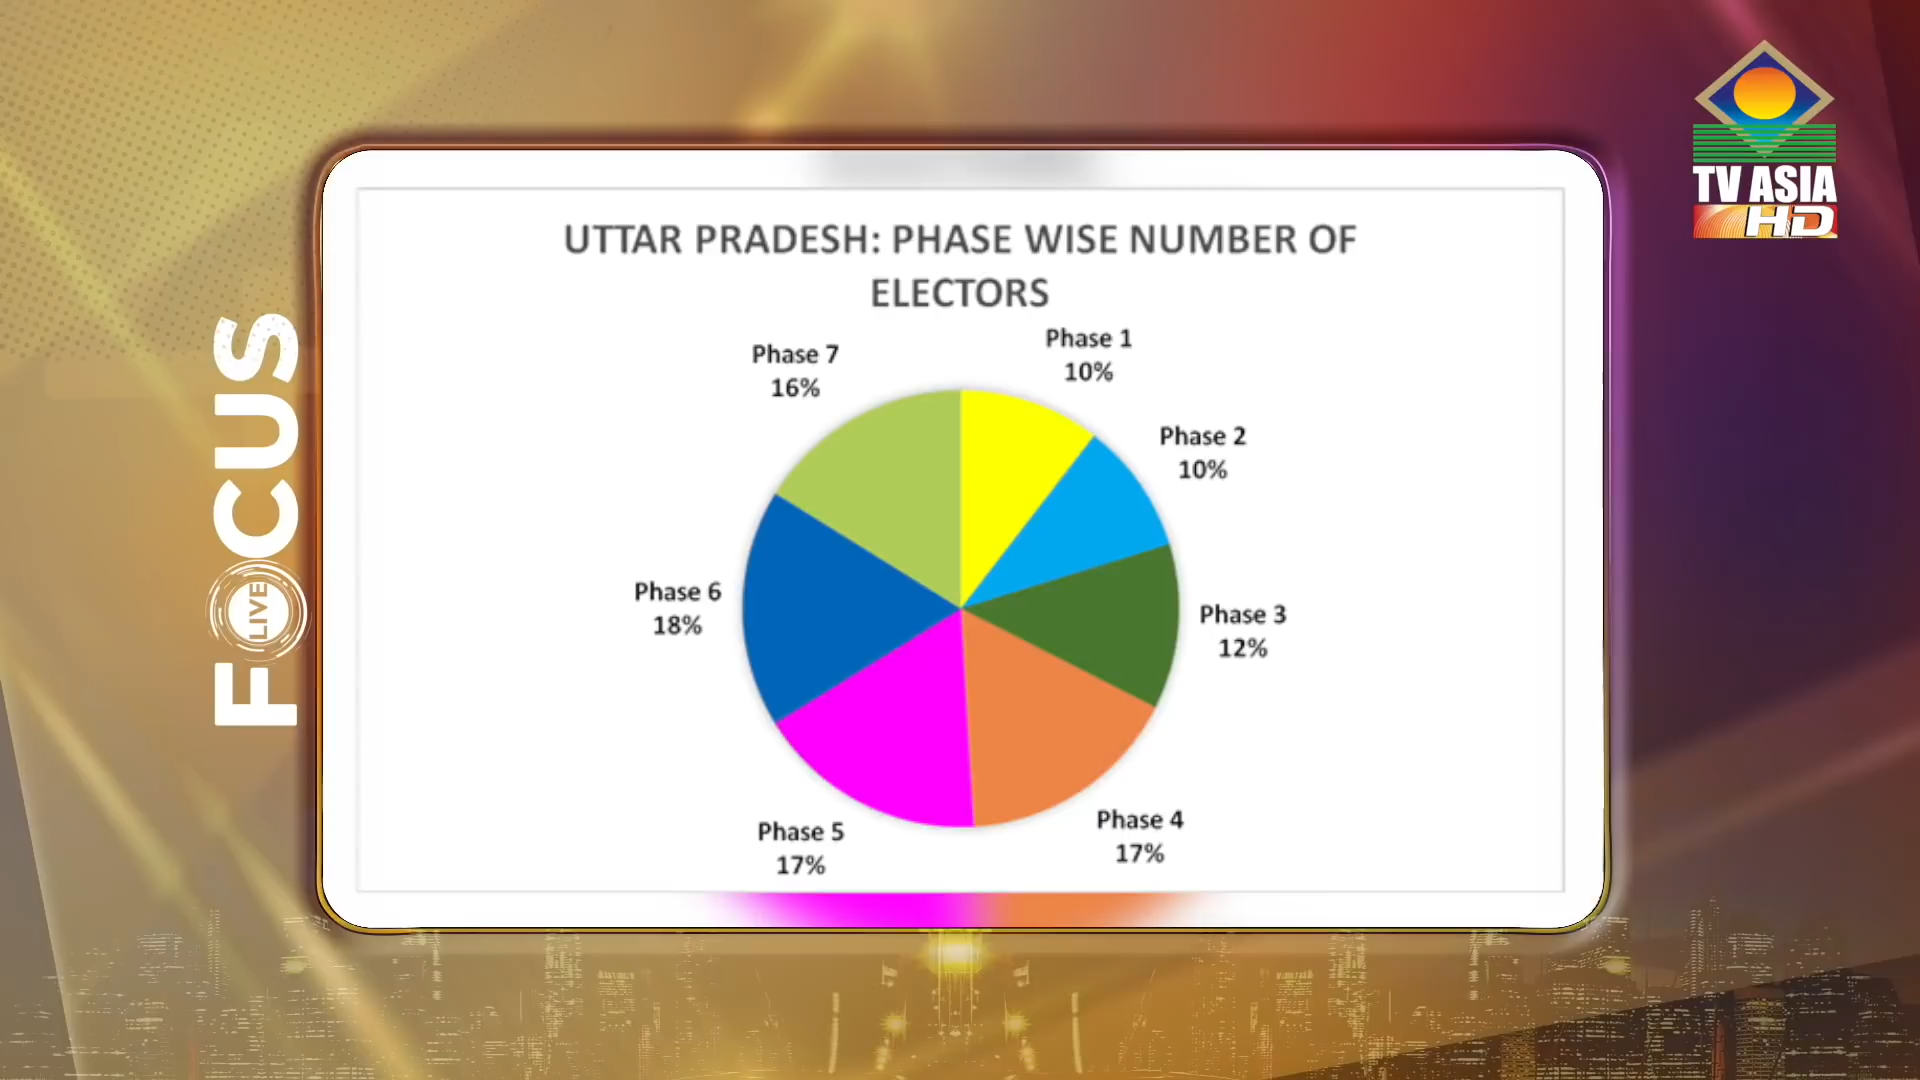 UTTAR PRADESH: PHASE WISE NUMBER OF
ELECTORS
Phase 1
10%
Phase 2
10%
Phase 3
12%
Phase 4
17%
Phase 5
17%
Phase 6
18%
Phase 7
16%
FOCUS
LIVE
TV ASIA
HD